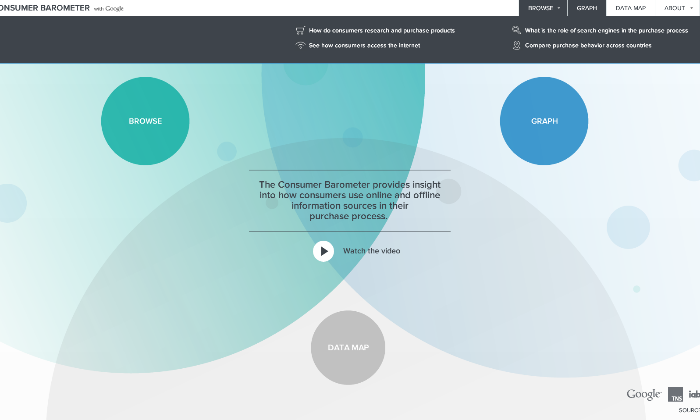 ONSUMER BAROMETER with Google
BROWSE GRAPH DATA MAP ABOUT
How do consumers research and purchase products
What is the role of search engines in the purchase process
See how consumers access the internet
Compare purchase behavior across countries
BROWSE
GRAPH
The Consumer Barometer provides insight
into how consumers use online and offline
information sources in their
purchase process.
Watch the video
DATA MAP
Google TNS
SOURC